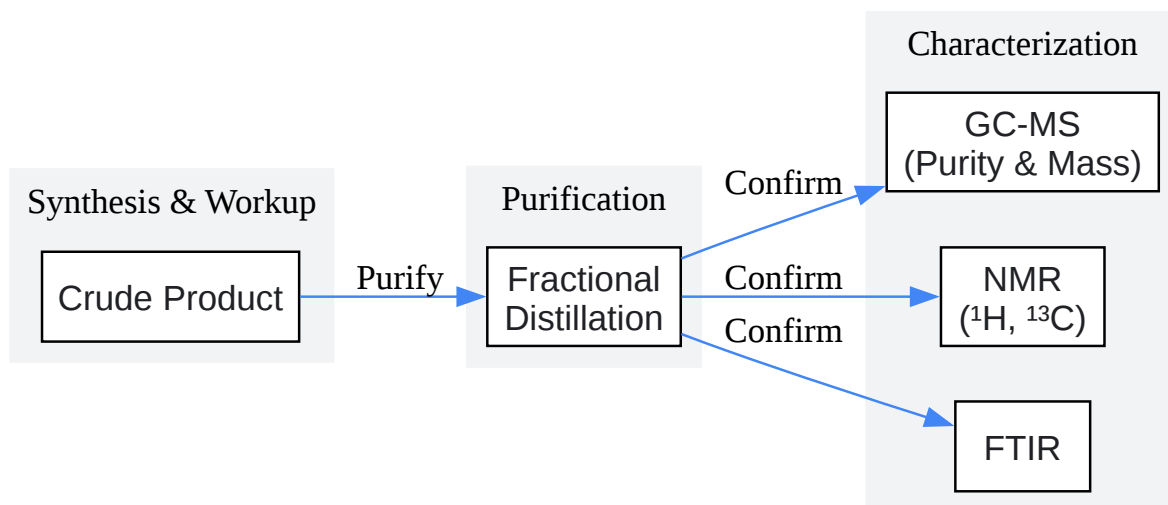 Synthesis & Workup
Crude Product
Purify
Purification
Fractional
Distillation
Confirm
Confirm
Confirm
Characterization
GC-MS
(Purity & Mass)
NMR
(¹H, ¹³C)
FTIR